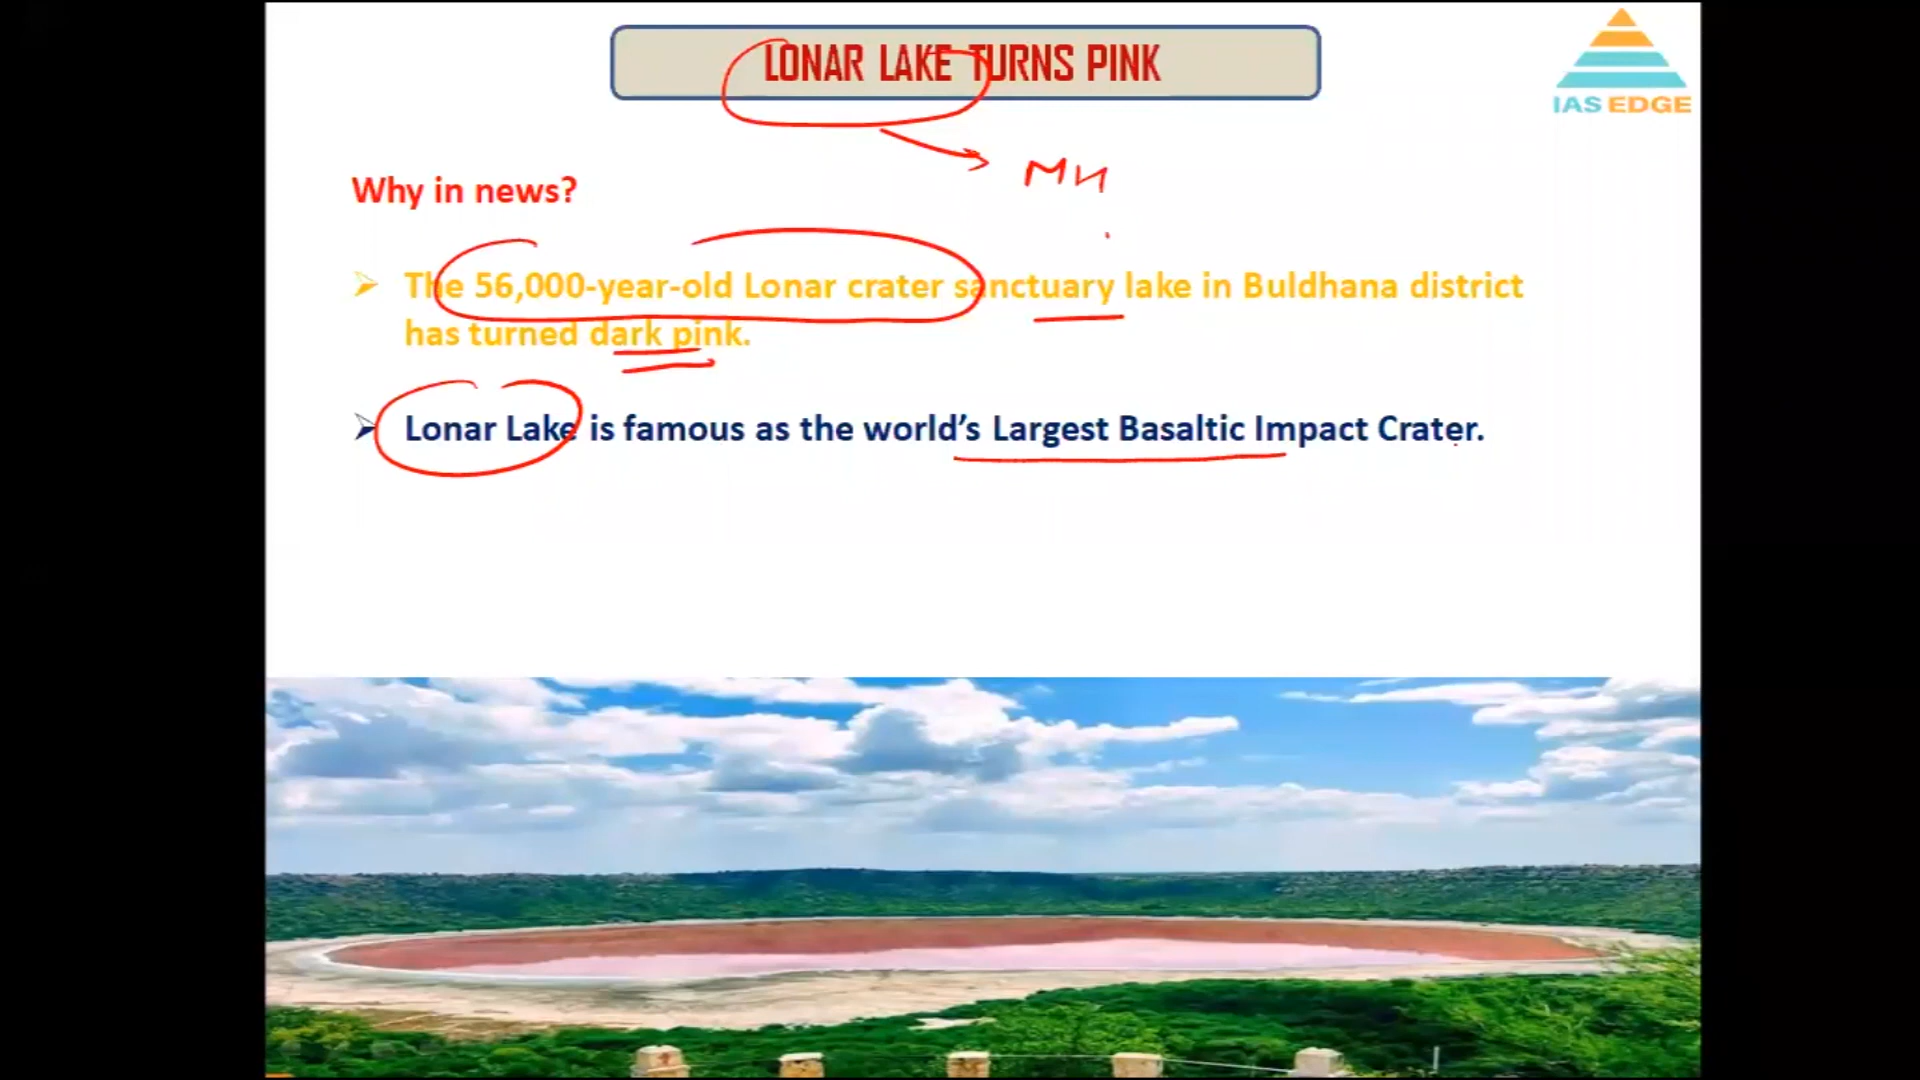 LONAR LAKE TURNS PINK
IAS EDGE
MH
Why in news?
The 56,000-year-old Lonar crater sanctuary lake in Buldhana district
has turned dark pink.
Lonar Lake is famous as the world's Largest Basaltic Impact Crater.